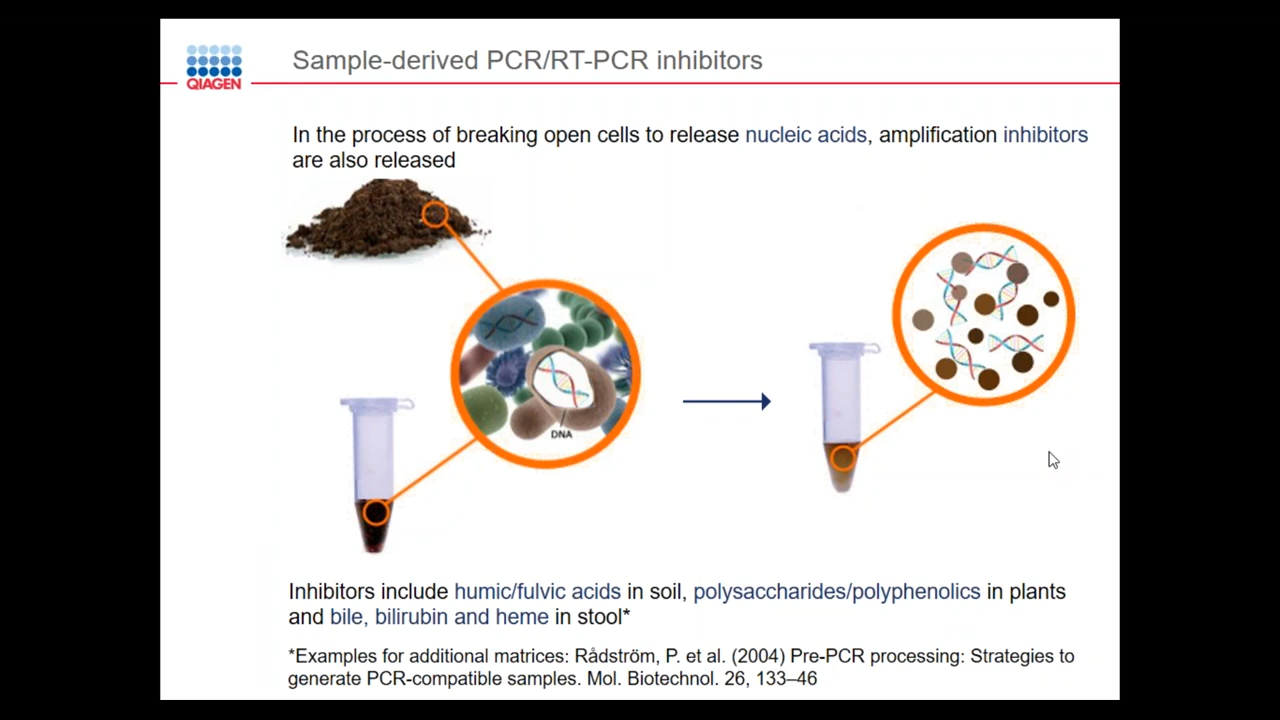 QIAGEN
Sample-derived PCR/RT-PCR inhibitors
In the process of breaking open cells to release nucleic acids, amplification inhibitors
are also released
DNA
Inhibitors include humic/fulvic acids in soil, polysaccharides/polyphenolics in plants
and bile, bilirubin and heme in stool*
*Examples for additional matrices: Rådström, P. et al. (2004) Pre-PCR processing: Strategies to
generate PCR-compatible samples. Mol. Biotechnol. 26, 133–46